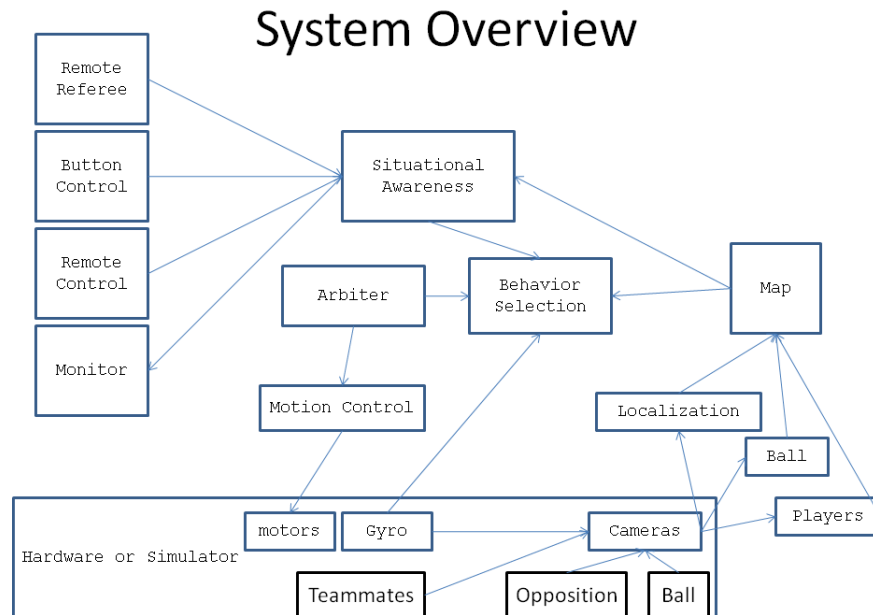 System Overview
Remote
Referee
Button
Control
Situational
Awareness
Remote
Control
Arbiter
Behavior
Selection
Map
Monitor
Motion Control
Localization
Ball
motors
Gyro
Cameras
Players
Hardware or Simulator
Teammates
Opposition
Ball